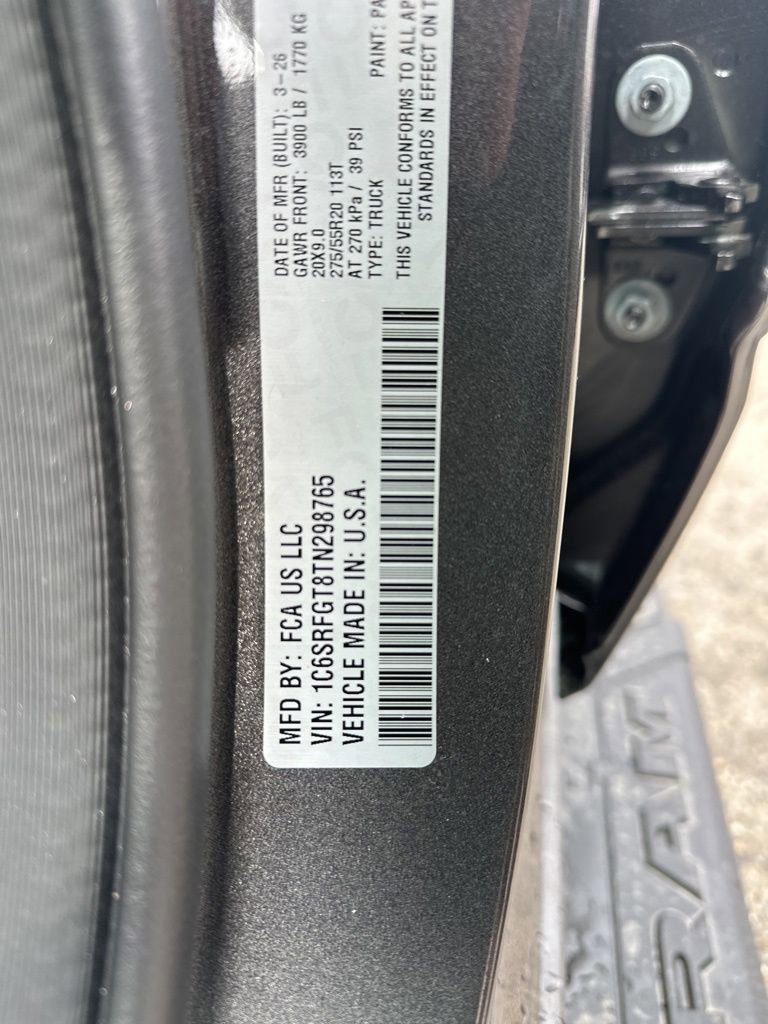 MFD BY: FCA US LLC
VIN: 1C6SRFGT8TN298765
VEHICLE MADE IN: U.S.A.
DATE OF MFR (BUILT): 3-26
GAWR FRONT: 3900 LB / 1770 KG
20X9.0
275/55R20 113T
AT 270 kPa / 39 PSI
TYPE: TRUCK
PAINT:
THIS VEHICLE CONFORMS TO ALL
STANDARDS IN EFFECT ON
RAM